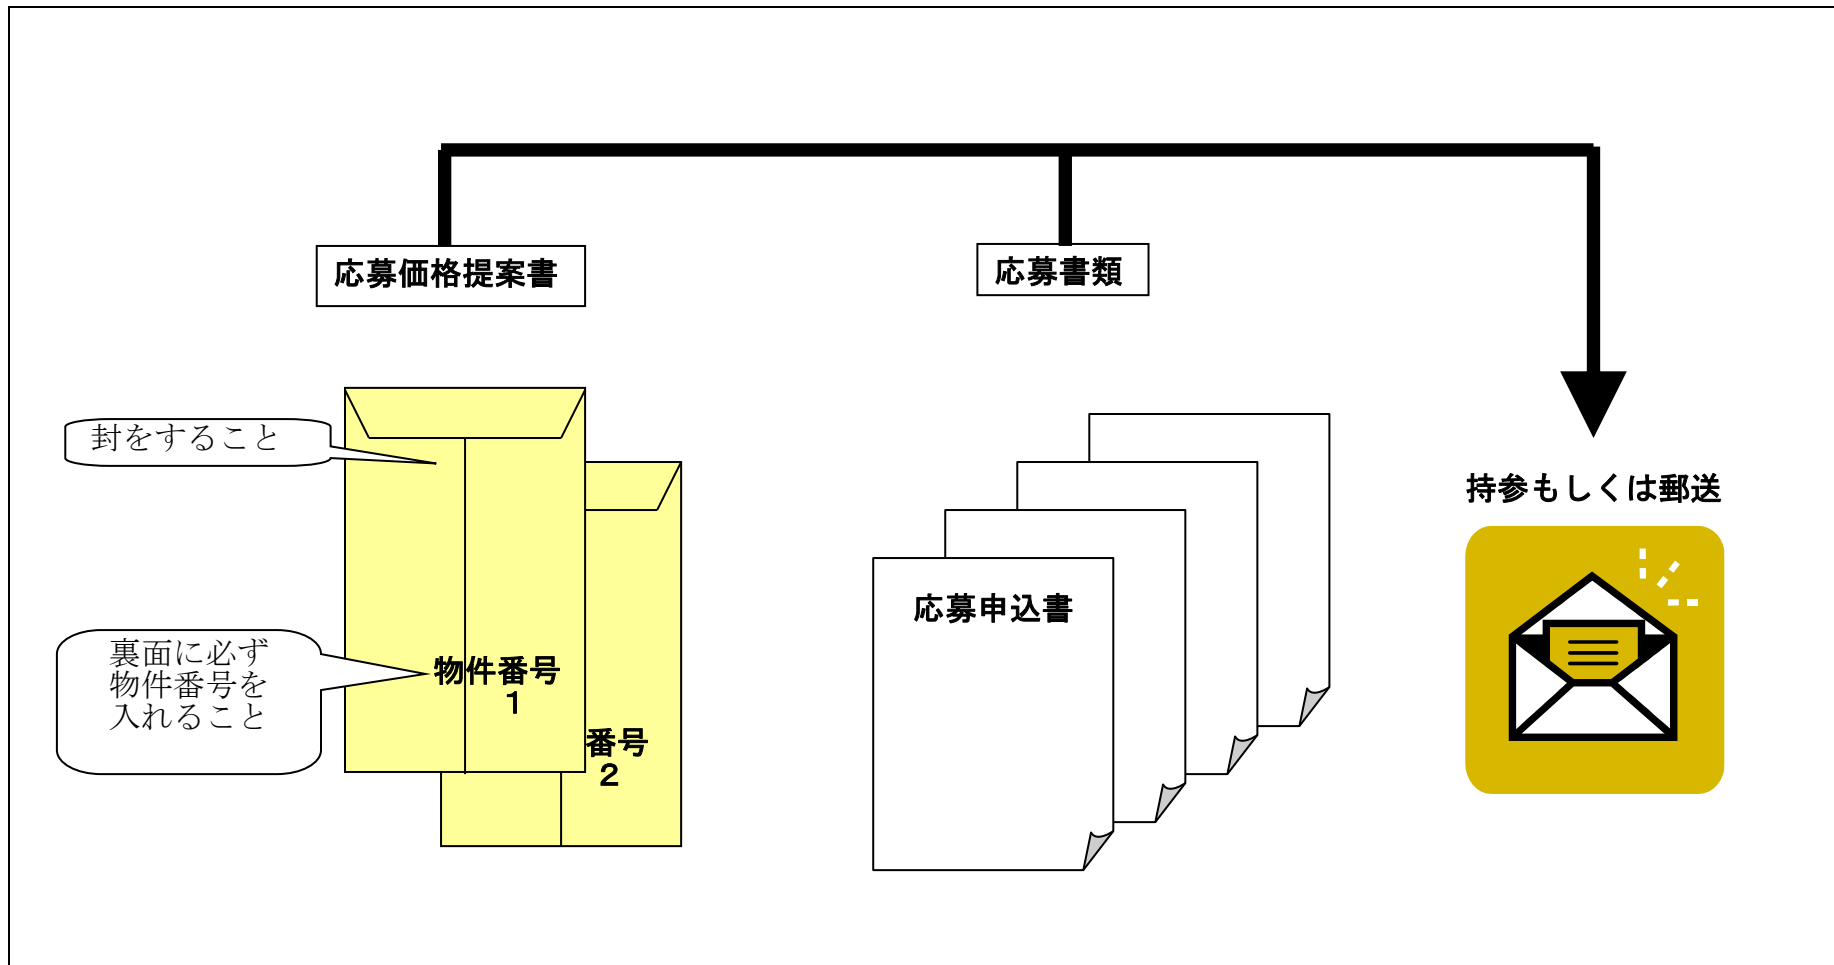 応募価格提案書
応募書類
封をすること
持参もしくは郵送
応募申込書
裏面に必ず
物件番号を
入れること
物件番号
1
番号
2